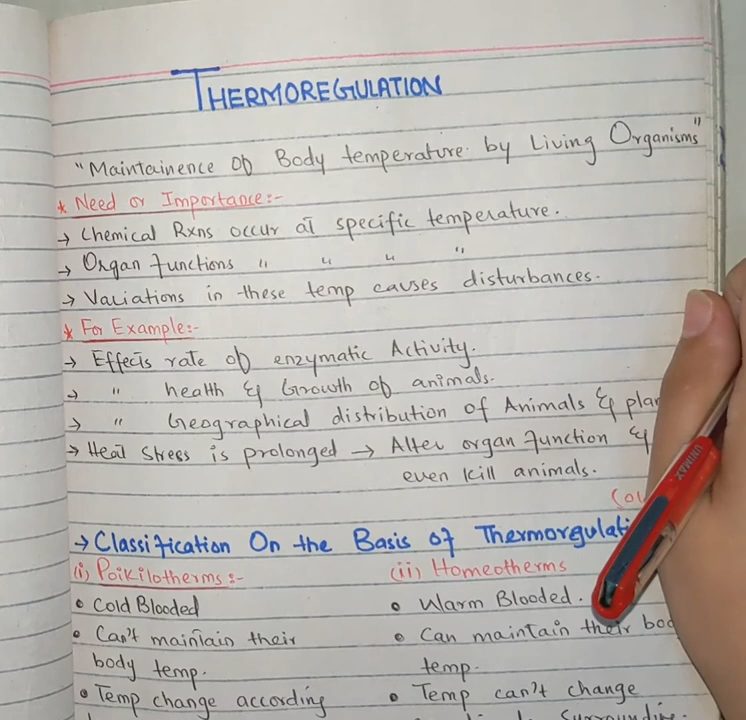 THERMOREGULATION
"Maintainence Of Body temperature by Living Organisms"
* Need or Importance:-
→ Chemical Rxns occur at specific temperature.
→ Organ functions " " " "
→ Variations in these temp causes disturbances.
* For Example:-
→ Effects rate of enzymatic Activity.
→ " health & Growth of animals.
→ " Geographical distribution of Animals &
→ Heat stress is prolonged → Alter organ function &
even kill animals.
→ Classification On the Basis of
(i) Poikilotherms:-
• Cold Blooded
• Can't maintain their
body temp.
• Temp change according
(ii) Homeotherms
• Warm Blooded.
• Can maintain their
temp.
• Temp can't change
UNIMAX